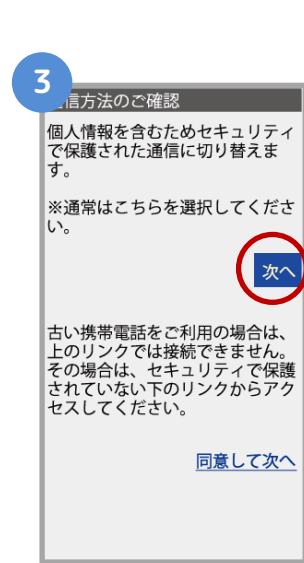 3
信方法のご確認
個人情報を含むためセキュリティ
で保護された通信に切り替えま
す。
※通常はこちらを選択してくださ
い。
次へ
古い携帯電話をご利用の場合は、
上のリンクでは接続できません。
その場合は、セキュリティで保護
されていない下のリンクからアク
セスしてください。
同意して次へ